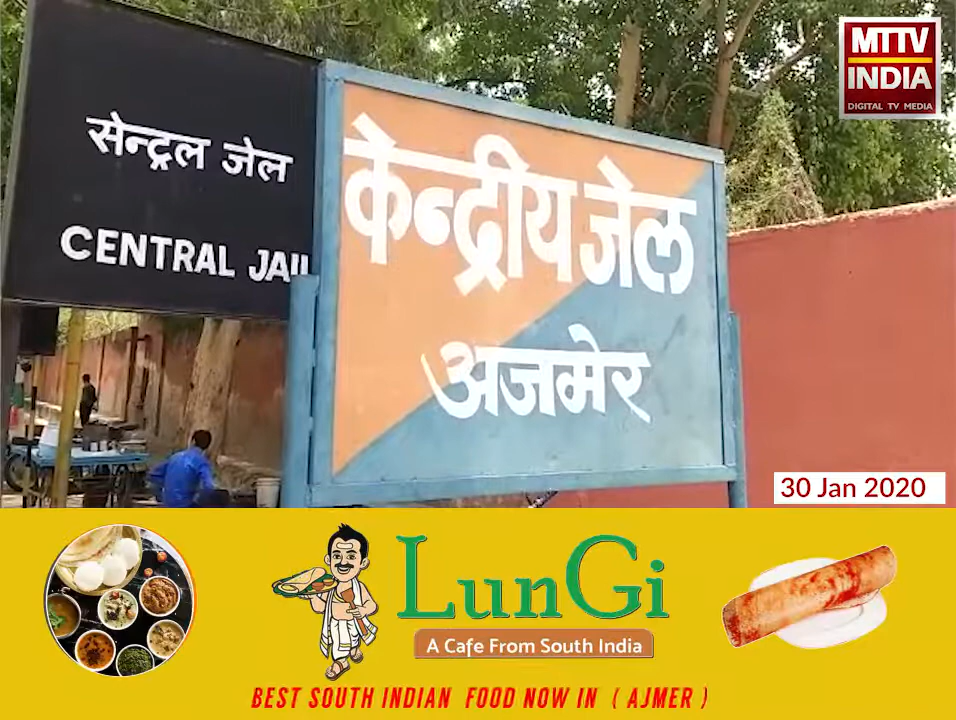 MTTV
INDIA
DIGITAL TV MEDIA
सेन्ट्रल जेल
CENTRAL JAIL
केन्द्रीय जेल
अजमेर
30 Jan 2020
LunGi
A Cafe From South India
BEST SOUTH INDIAN FOOD NOW IN ( AJMER )